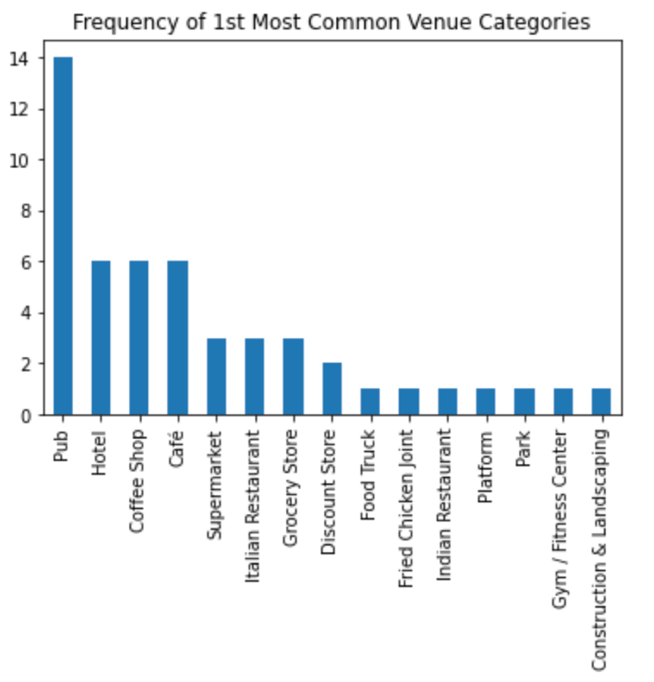 Frequency of 1st Most Common Venue Categories
14
12
10
8
6
4
2
0
Pub
Hotel
Coffee Shop
Café
Supermarket
Italian Restaurant
Grocery Store
Discount Store
Food Truck
Fried Chicken Joint
Indian Restaurant
Platform
Park
Gym / Fitness Center
Construction & Landscaping